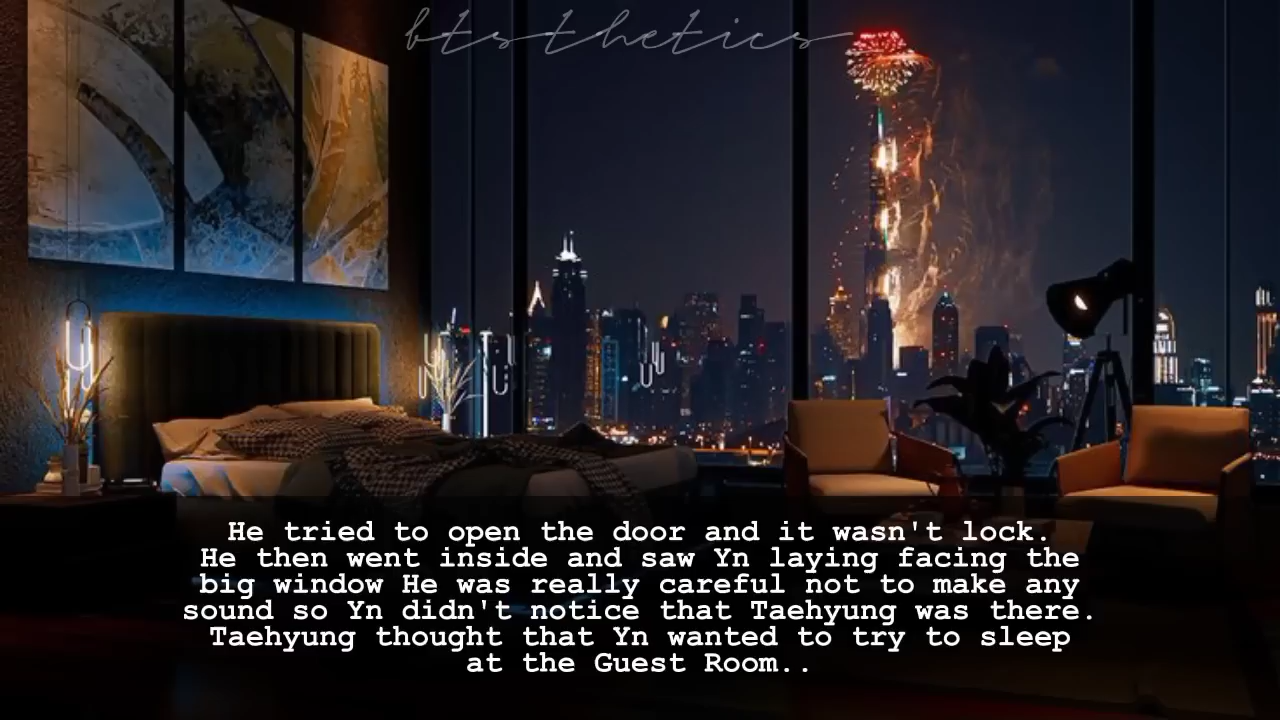 btsthetics
He tried to open the door and it wasn't lock.
He then went inside and saw Yn laying facing the
big window He was really careful not to make any
sound so Yn didn't notice that Taehyung was there.
Taehyung thought that Yn wanted to try to sleep
at the Guest Room..